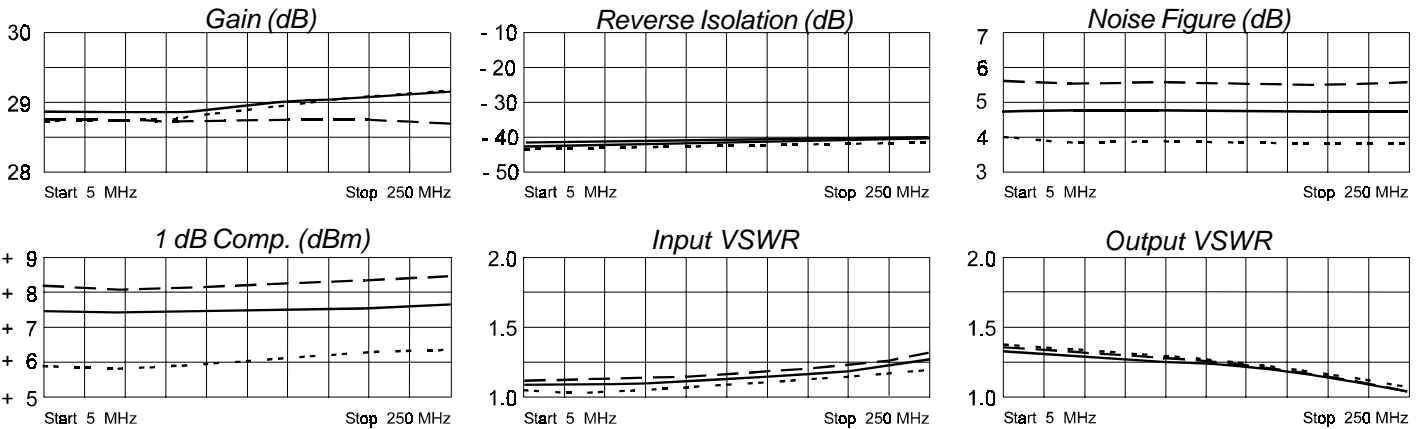 Gain (dB)
30
29
28
Start 5 MHz
Stop 250 MHz
Reverse Isolation (dB)
- 10
- 20
- 30
- 40
- 50
Start 5 MHz
Stop 250 MHz
Noise Figure (dB)
7
6
5
4
3
Start 5 MHz
Stop 250 MHz
1 dB Comp. (dBm)
+ 9
+ 8
+ 7
+ 6
+ 5
Start 5 MHz
Stop 250 MHz
Input VSWR
2.0
1.5
1.0
Start 5 MHz
Stop 250 MHz
Output VSWR
2.0
1.5
1.0
Start 5 MHz
Stop 250 MHz